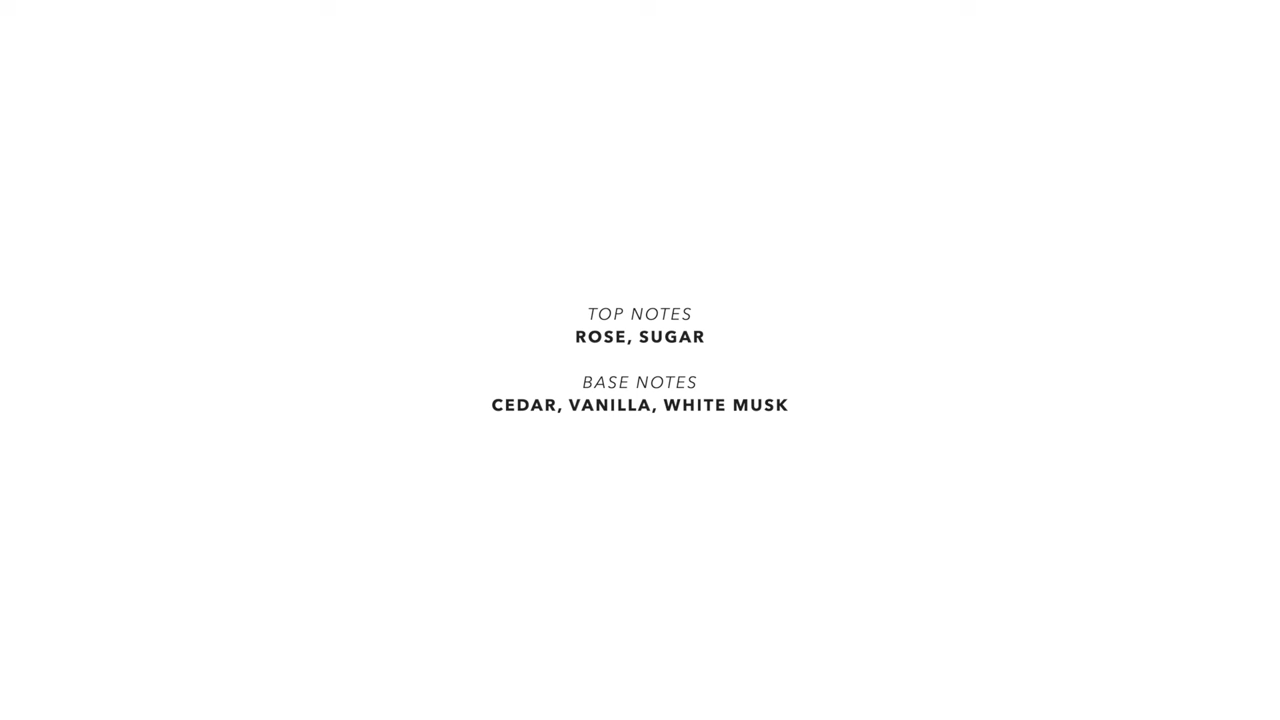 TOP NOTES
ROSE, SUGAR
BASE NOTES
CEDAR, VANILLA, WHITE MUSK